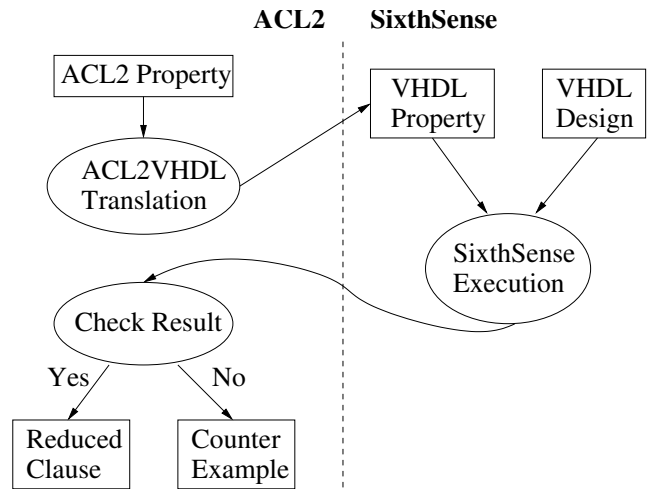 ACL2 SixthSense
ACL2 Property
VHDL
Property
VHDL
Design
ACL2VHDL
Translation
SixthSense
Execution
Check Result
Yes No
Reduced
Clause
Counter
Example